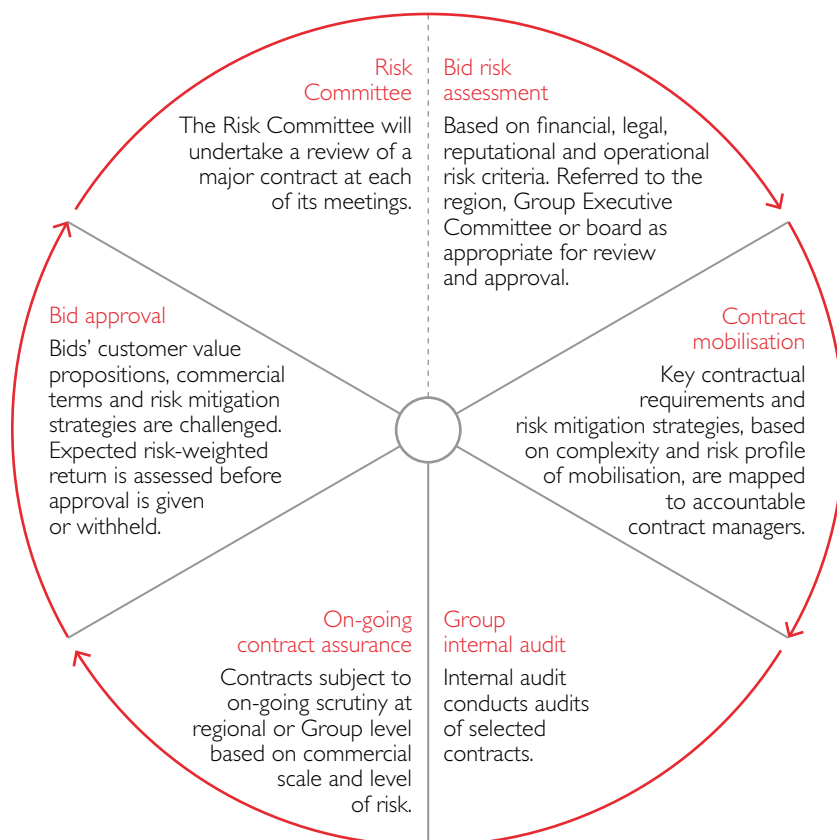 Risk
Committee
The Risk Committee will
undertake a review of a
major contract at each
of its meetings.
Bid risk
assessment
Based on financial, legal,
reputational and operational
risk criteria. Referred to the
region, Group Executive
Committee or board as
appropriate for review
and approval.
Bid approval
Bids’ customer value
propositions, commercial
terms and risk mitigation
strategies are challenged.
Expected risk-weighted
return is assessed before
approval is given
or withheld.
Contract
mobilisation
Key contractual
requirements and
risk mitigation strategies, based
on complexity and risk profile
of mobilisation, are mapped
to accountable
contract managers.
On-going
contract assurance
Contracts subject to
on-going scrutiny at
regional or Group level
based on commercial
scale and level
of risk.
Group
internal audit
Internal audit
conducts audits
of selected
contracts.